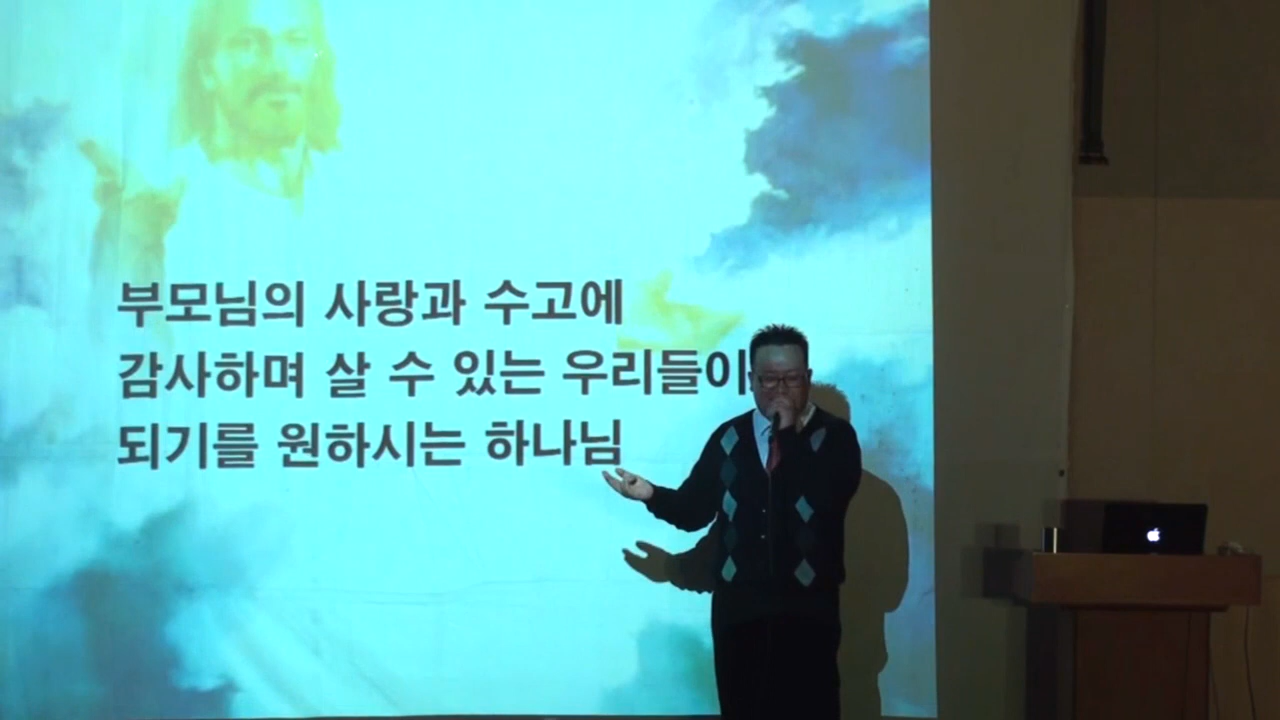 부모님의 사랑과 수고에
감사하며 살 수 있는 우리들이
되기를 원하시는 하나님